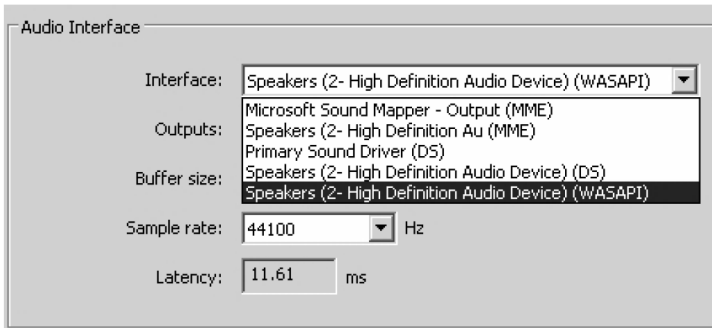 Audio Interface
Interface: Speakers (2- High Definition Audio Device) (WASAPI)
Microsoft Sound Mapper - Output (MME)
Outputs: Speakers (2- High Definition Au (MME)
Primary Sound Driver (DS)
Buffer size: Speakers (2- High Definition Audio Device) (DS)
Speakers (2- High Definition Audio Device) (WASAPI)
Sample rate: 44100 Hz
Latency: 11.61 ms